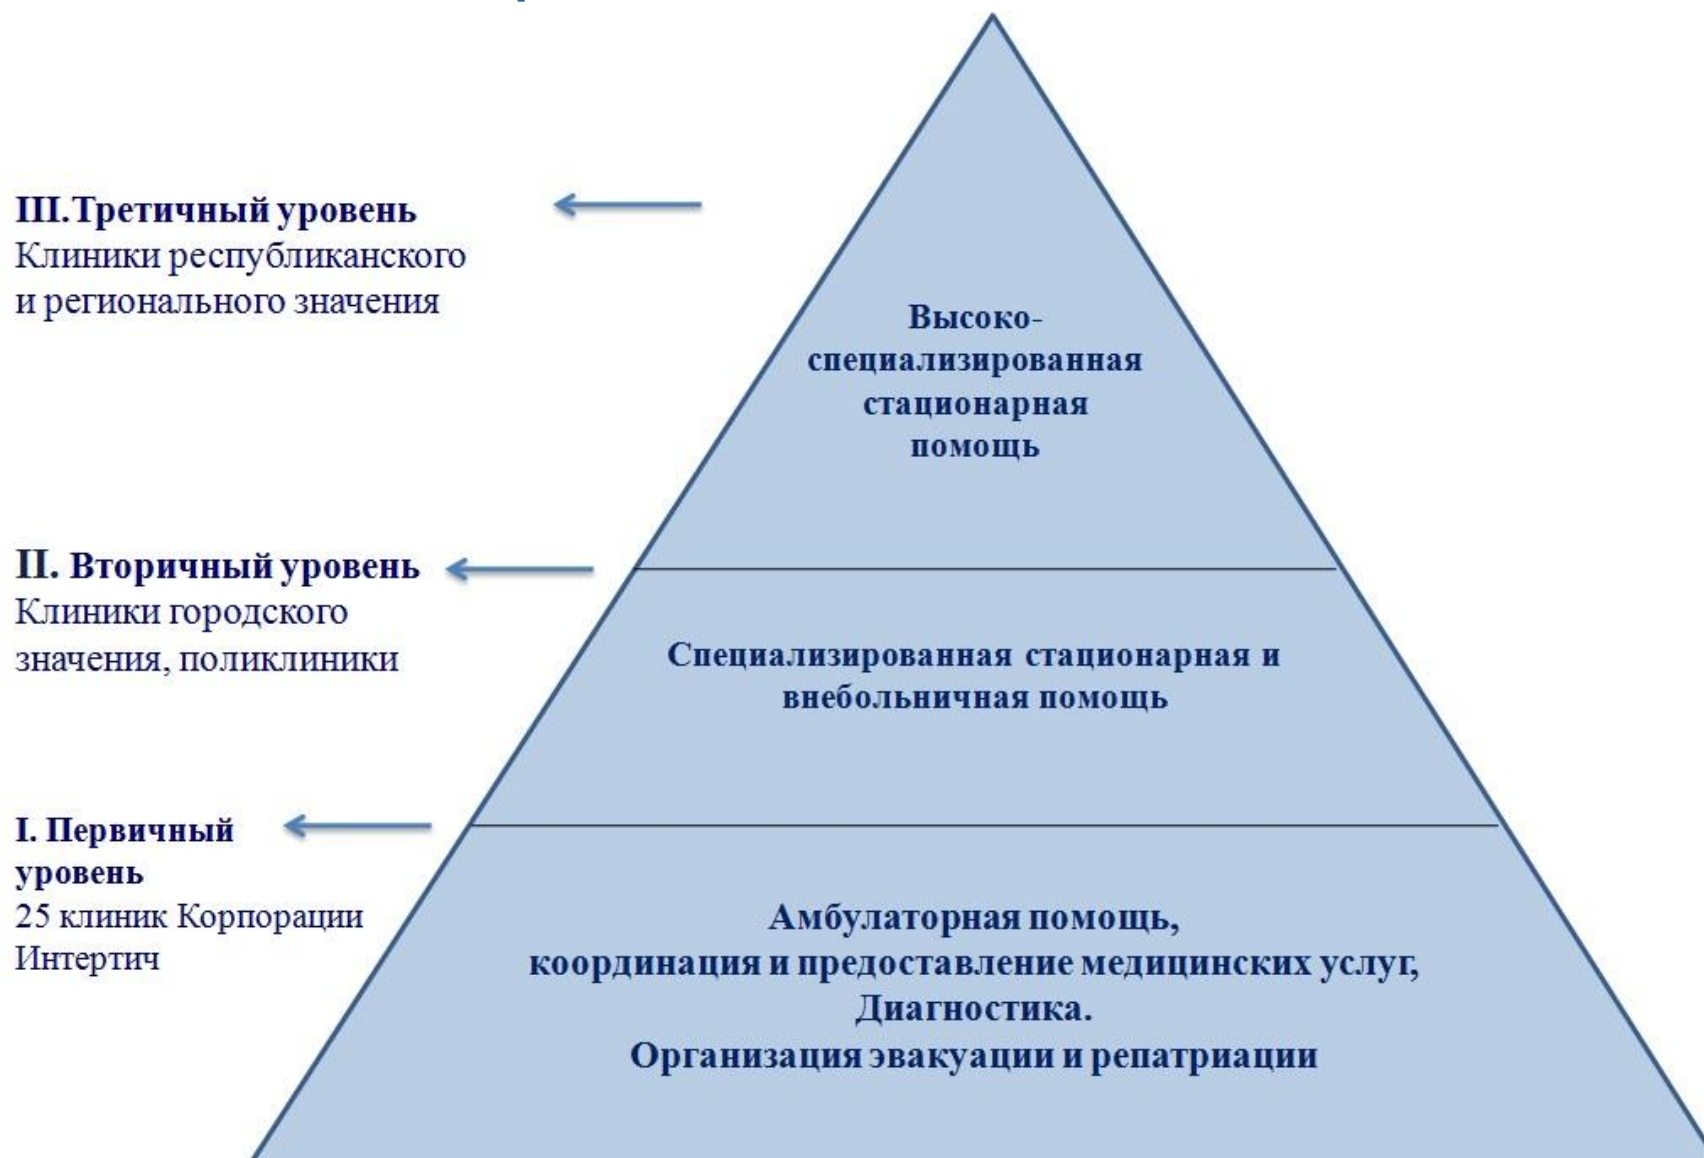 III.Третичный уровень
Клиники республиканского
и регионального значения
Высоко-
специализированная
стационарная
помощь
II. Вторичный уровень
Клиники городского
значения, поликлиники
Специализированная стационарная и
внебольничная помощь
I. Первичный
уровень
25 клиник Корпорации
Интертич
Амбулаторная помощь,
координация и предоставление медицинских услуг,
Диагностика.
Организация эвакуации и репатриации